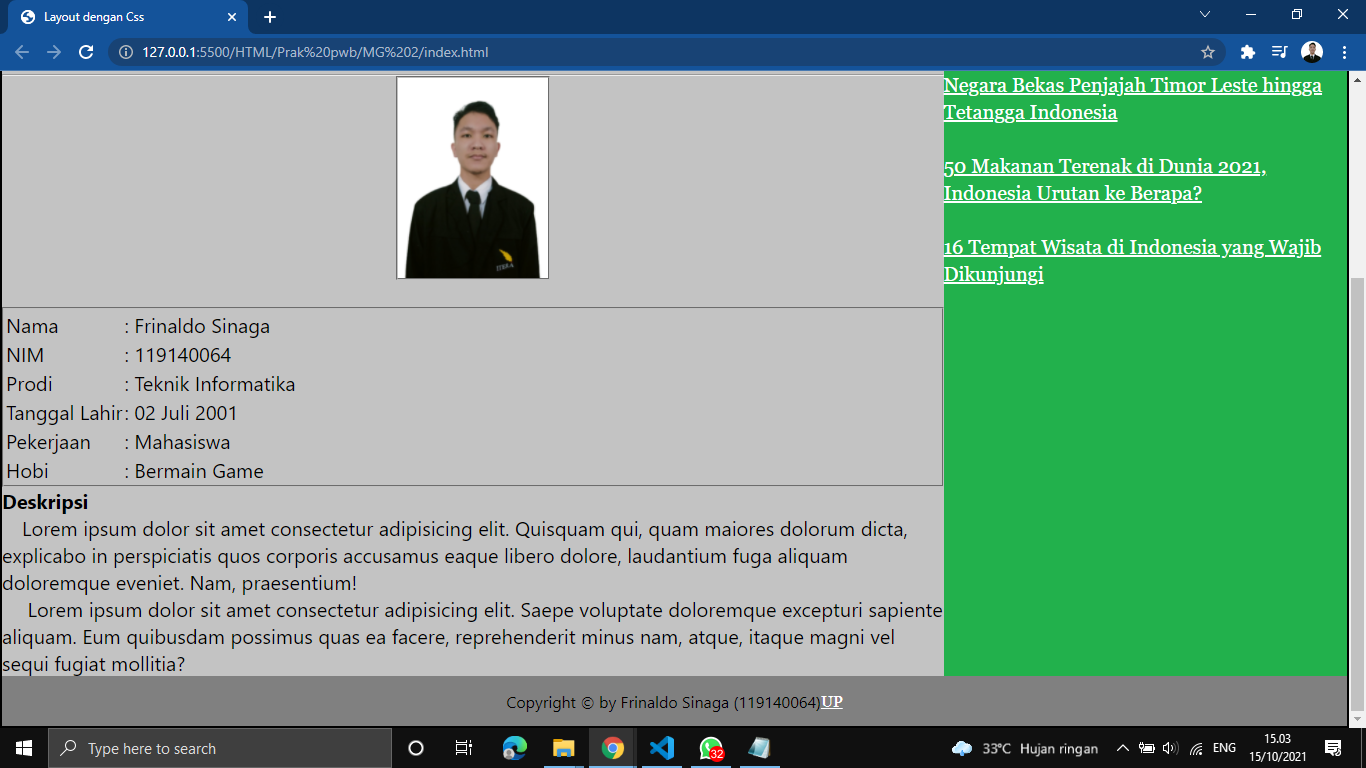 Layout dengan Css
127.0.0.1:5500/HTML/Prak%20pwb/MG%202/index.html
Negara Bekas Penjajah Timor Leste hingga
Tetangga Indonesia
50 Makanan Terenak di Dunia 2021,
Indonesia Urutan ke Berapa?
16 Tempat Wisata di Indonesia yang Wajib
Dikunjungi
ITERA
Nama : Frinaldo Sinaga
NIM : 119140064
Prodi : Teknik Informatika
Tanggal Lahir : 02 Juli 2001
Pekerjaan : Mahasiswa
Hobi : Bermain Game
Deskripsi
Lorem ipsum dolor sit amet consectetur adipisicing elit. Quisquam qui, quam maiores dolorum dicta,
explicabo in perspiciatis quos corporis accusamus eaque libero dolore, laudantium fuga aliquam
doloremque eveniet. Nam, praesentium!
Lorem ipsum dolor sit amet consectetur adipisicing elit. Saepe voluptate doloremque excepturi sapiente
aliquam. Eum quibusdam possimus quas ea facere, reprehenderit minus nam, atque, itaque magni vel
sequi fugiat mollitia?
Copyright © by Frinaldo Sinaga (119140064)UP
Type here to search
32
33°C Hujan ringan
ENG
15.03
15/10/2021